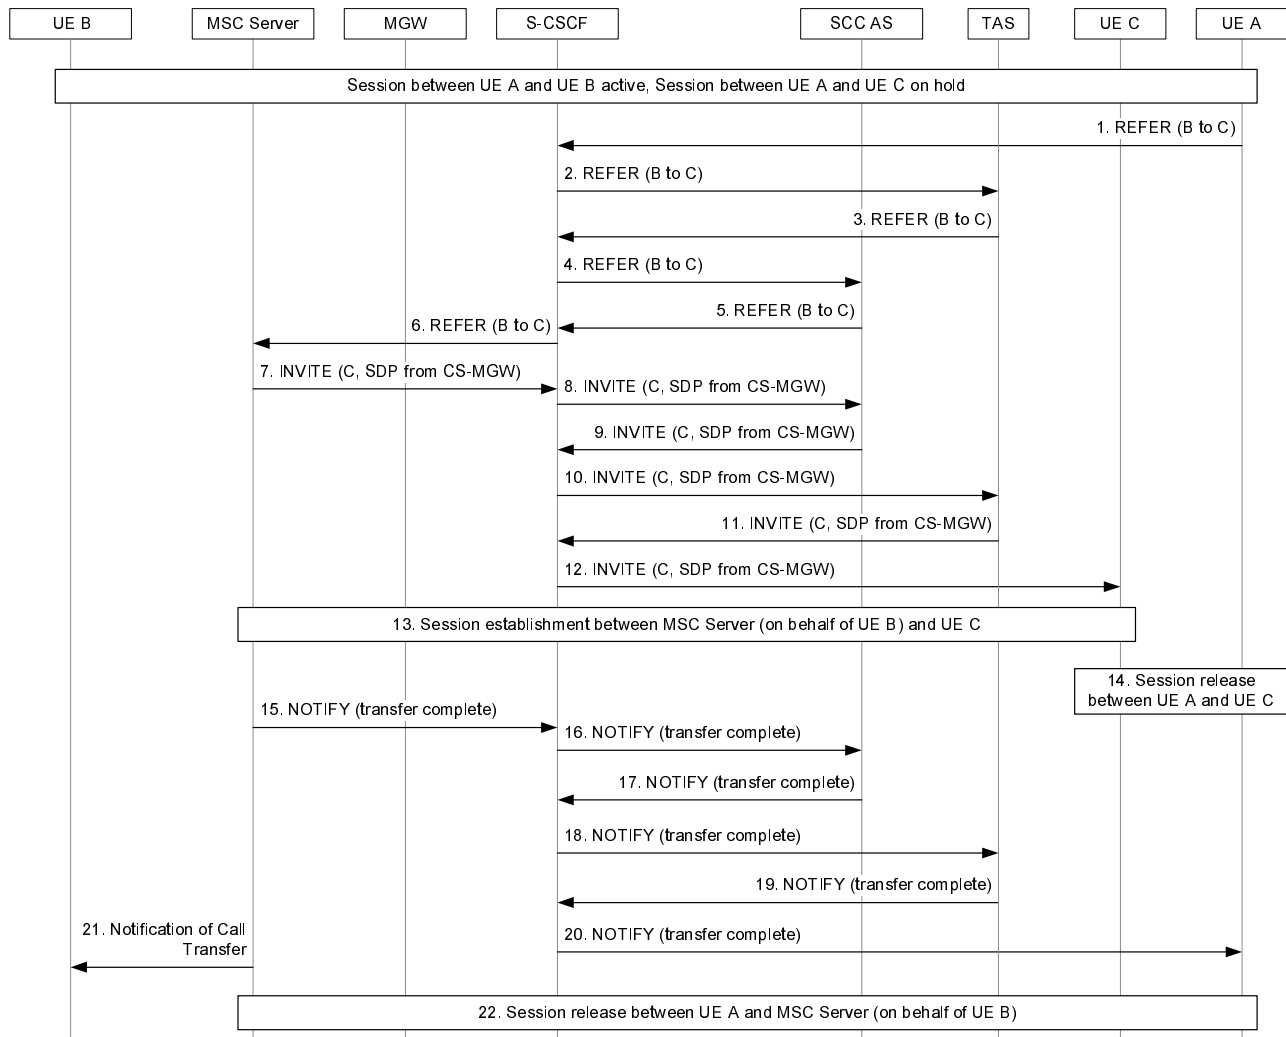 UE B
MSC Server
MGW
S-CSCF
SCC AS
TAS
UE C
UE A
Session between UE A and UE B active, Session between UE A and UE C on hold
1. REFER (B to C)
2. REFER (B to C)
3. REFER (B to C)
4. REFER (B to C)
5. REFER (B to C)
6. REFER (B to C)
7. INVITE (C, SDP from CS-MGW)
8. INVITE (C, SDP from CS-MGW)
9. INVITE (C, SDP from CS-MGW)
10. INVITE (C, SDP from CS-MGW)
11. INVITE (C, SDP from CS-MGW)
12. INVITE (C, SDP from CS-MGW)
13. Session establishment between MSC Server (on behalf of UE B) and UE C
14. Session release
between UE A and UE C
15. NOTIFY (transfer complete)
16. NOTIFY (transfer complete)
17. NOTIFY (transfer complete)
18. NOTIFY (transfer complete)
19. NOTIFY (transfer complete)
20. NOTIFY (transfer complete)
21. Notification of Call
Transfer
22. Session release between UE A and MSC Server (on behalf of UE B)